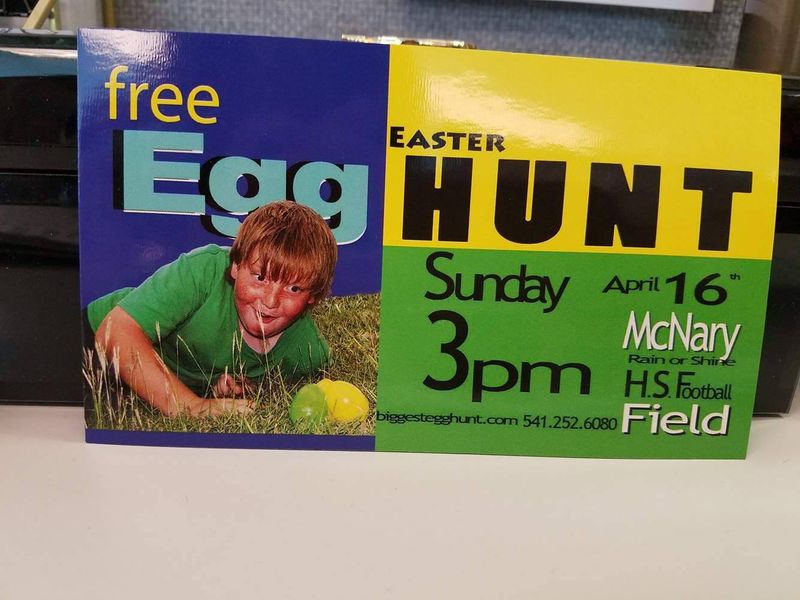 free
Egg
EASTER
HUNT
Sunday April 16th
3pm
McNary
Rain or Shine
H.S. Football
Field
biggestegghunt.com 541.252.6080